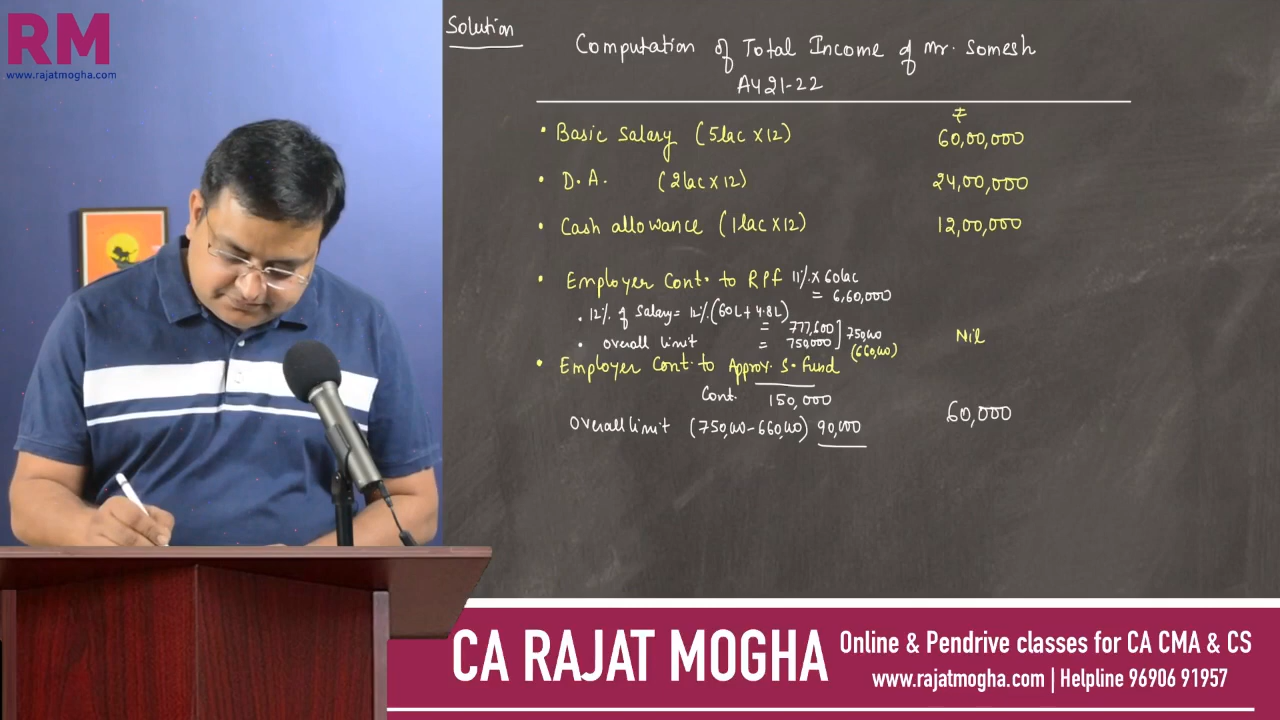 RM
www.rajatmogha.com
Solution
Computation of Total Income of Mr. Somesh
AY 21-22
₹
• Basic Salary (5lac X 12) 60,00,000
• D.A. (2lac X 12) 24,00,000
• Cash allowance (1lac X 12) 12,00,000
• Employer Cont. to RPf 11% x 60lac
= 6,60,000
• 12% of Salary = 12% (60L + 4.8L)
= 777,600
• Overall limit = 750,000 ] 750,000 Nil
(660,000)
• Employer Cont. to Approv. S. Fund
Cont. 150,000
Overall limit (750,000 - 660,000) 90,000 60,000
CA RAJAT MOGHA
Online & Pendrive classes for CA CMA & CS
www.rajatmogha.com | Helpline 96906 91957